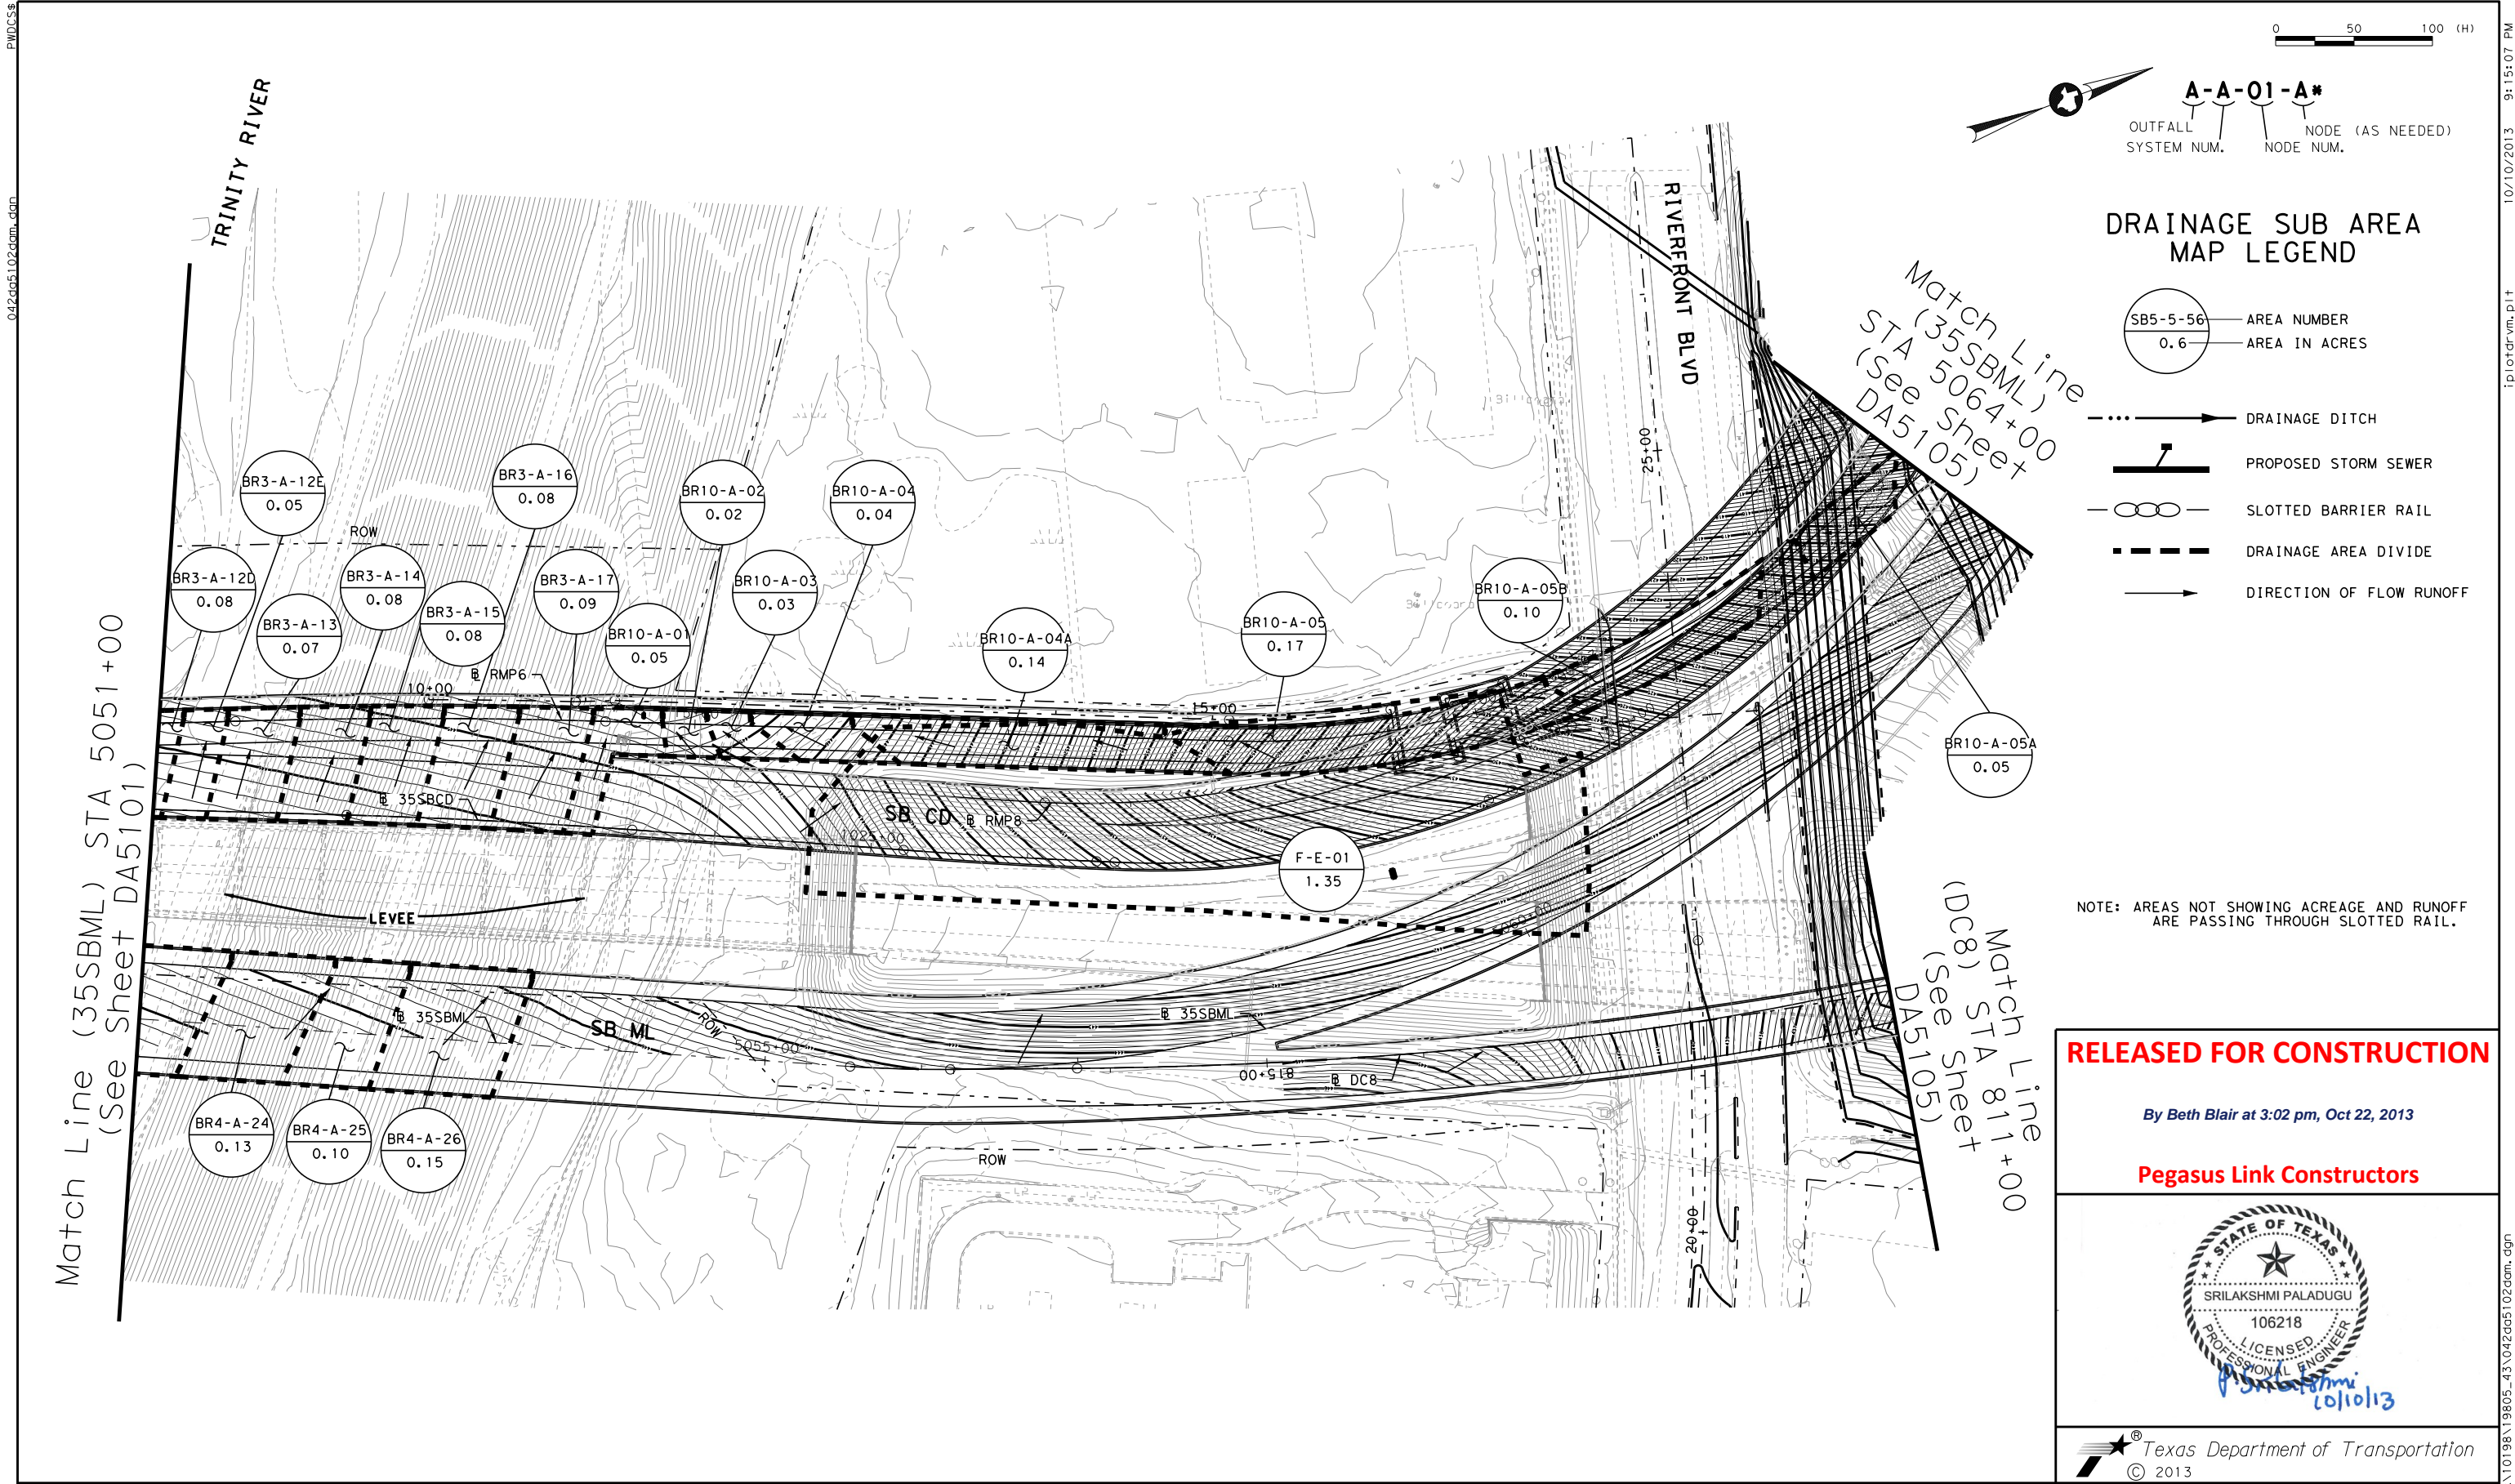 PWDCS$
042da5102dam.dgn
0 50 100 (H)
10/10/2013 9:15:07 PM
iplotdrvm.plt
A-A-01-A*
OUTFALL
NODE (AS NEEDED)
SYSTEM NUM.
NODE NUM.
DRAINAGE SUB AREA
MAP LEGEND
SB5-5-56
0.6
AREA NUMBER
AREA IN ACRES
DRAINAGE DITCH
PROPOSED STORM SEWER
SLOTTED BARRIER RAIL
DRAINAGE AREA DIVIDE
DIRECTION OF FLOW RUNOFF
TRINITY RIVER
RIVERFRONT BLVD
Match Line
(35SBML)
STA 5064+00
(See Sheet
DA5105)
25+00
BR3-A-12E
0.05
BR3-A-16
0.08
BR10-A-02
0.02
BR10-A-04
0.04
ROW
BR3-A-12D
0.08
BR3-A-14
0.08
BR3-A-17
0.09
BR10-A-03
0.03
BR10-A-05B
0.10
BR3-A-13
0.07
BR3-A-15
0.08
BR10-A-01
0.05
BR10-A-04A
0.14
BR10-A-05
0.17
RMP6
10+00
15+00
BR10-A-05A
0.05
35SBCD
SB CD
RMP8
1025+00
F-E-01
1.35
LEVEE
Match Line (35SBML) STA 5051+00
(See Sheet DA5101)
35SBML
SB ML
ROW
5055+00
35SBML
815+00
DC8
BR4-A-24
0.13
BR4-A-25
0.10
BR4-A-26
0.15
ROW
20+00
NOTE: AREAS NOT SHOWING ACREAGE AND RUNOFF
ARE PASSING THROUGH SLOTTED RAIL.
Match Line
(DC8) STA 811+00
(See Sheet
DA5105)
RELEASED FOR CONSTRUCTION
By Beth Blair at 3:02 pm, Oct 22, 2013
Pegasus Link Constructors
STATE OF TEXAS
SRILAKSHMI PALADUGU
106218
LICENSED
PROFESSIONAL ENGINEER
P. Srilakshmi
10/10/13
® Texas Department of Transportation
© 2013
\10198\19805_43\042da5102dam.dgn